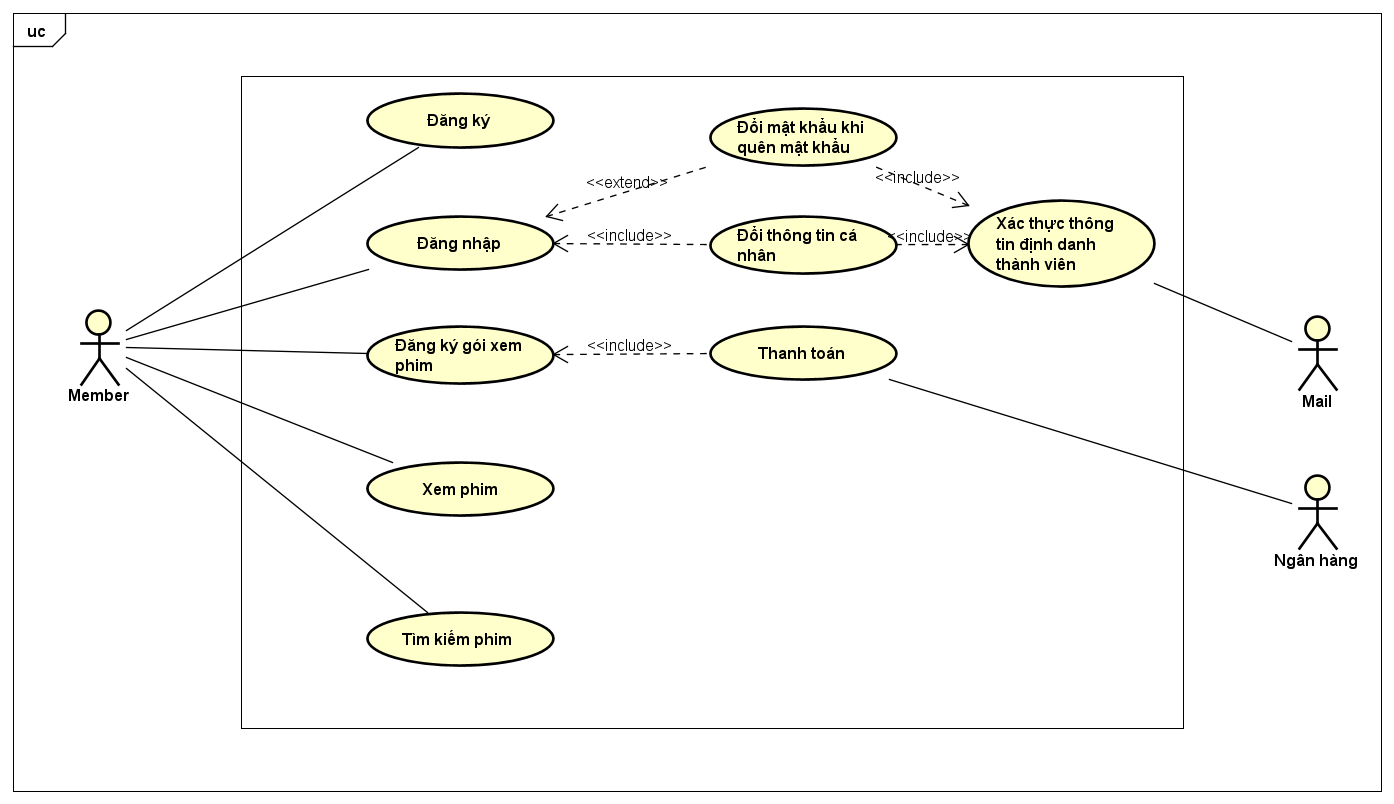 uc
Đăng ký
Đổi mật khẩu khi
quên mật khẩu
<<extend>>
<<include>>
Đăng nhập
<<include>>
Đổi thông tin cá
nhân
<<include>>
Xác thực thông
tin định danh
thành viên
Đăng ký gói xem
phim
<<include>>
Thanh toán
Member
Mail
Xem phim
Ngân hàng
Tìm kiếm phim